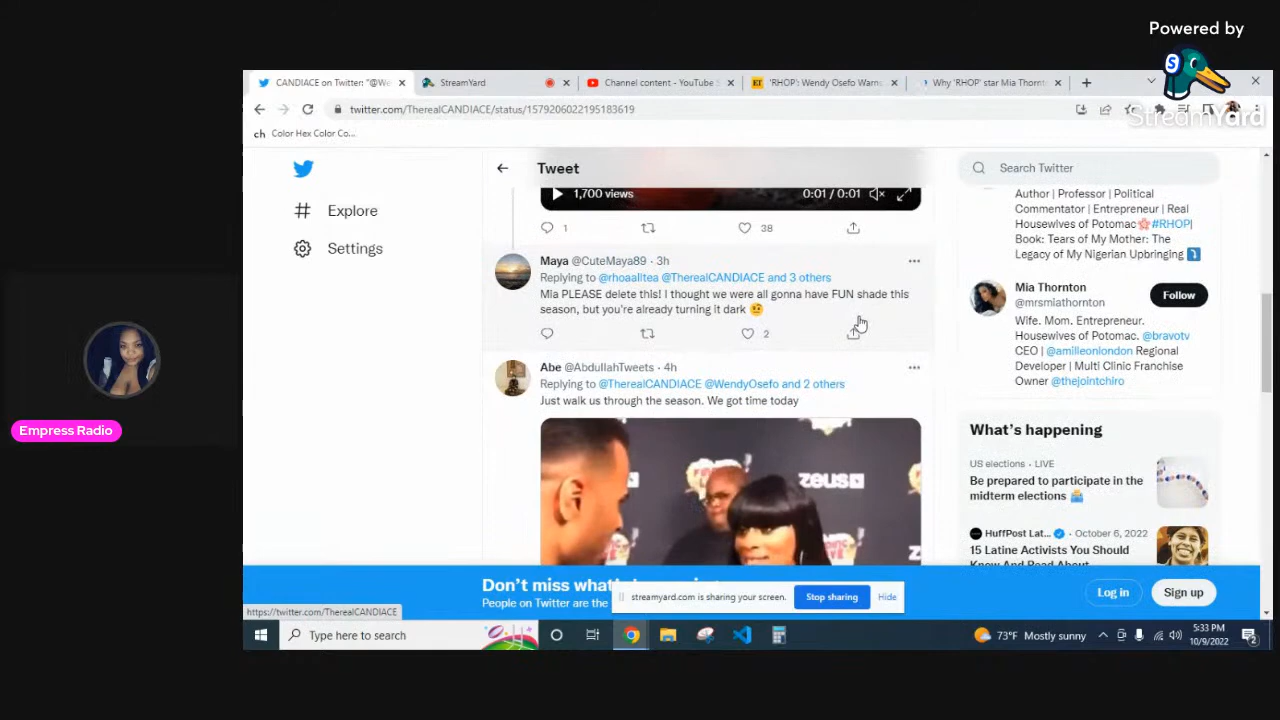 Powered by
StreamYard
CANDIACE on Twitter: "@We
StreamYard
Channel content - YouTube S
'RHOP': Wendy Osefo Warn
Why 'RHOP' star Mia Thornt
twitter.com/TherealCANDIACE/status/1579206022195183619
ch Color Hex Color Co...
Tweet
Search Twitter
Explore
Settings
1,700 views
0:01 / 0:01
1
38
Author | Professor | Political
Commentator | Entrepreneur | Real
Housewives of Potomac🌸#RHOP|
Book: Tears of My Mother: The
Legacy of My Nigerian Upbringing ⤵️
Maya @CuteMaya89 · 3h
Replying to @rhoaalltea @TherealCANDIACE and 3 others
Mia PLEASE delete this! I thought we were all gonna have FUN shade this
season, but you're already turning it dark 🤨
2
Mia Thornton
@mrsmiathornton
Follow
Wife. Mom. Entrepreneur.
Housewives of Potomac. @bravotv
CEO | @amilleonlondon Regional
Developer | Multi Clinic Franchise
Owner @thejointchiro
Abe @AbdullahTweets · 4h
Replying to @TherealCANDIACE @WendyOsefo and 2 others
Just walk us through the season. We got time today
ZEUS
What's happening
US elections · LIVE
Be prepared to participate in the
midterm elections 🗳️
HuffPost Lat... · October 6, 2022
15 Latine Activists You Should
Know And Read About
Empress Radio
Don't miss what's
People on Twitter are the
streamyard.com is sharing your screen.
Stop sharing
Hide
Log in
Sign up
https://twitter.com/TherealCANDIACE
Type here to search
73°F Mostly sunny
5:33 PM
10/9/2022
2